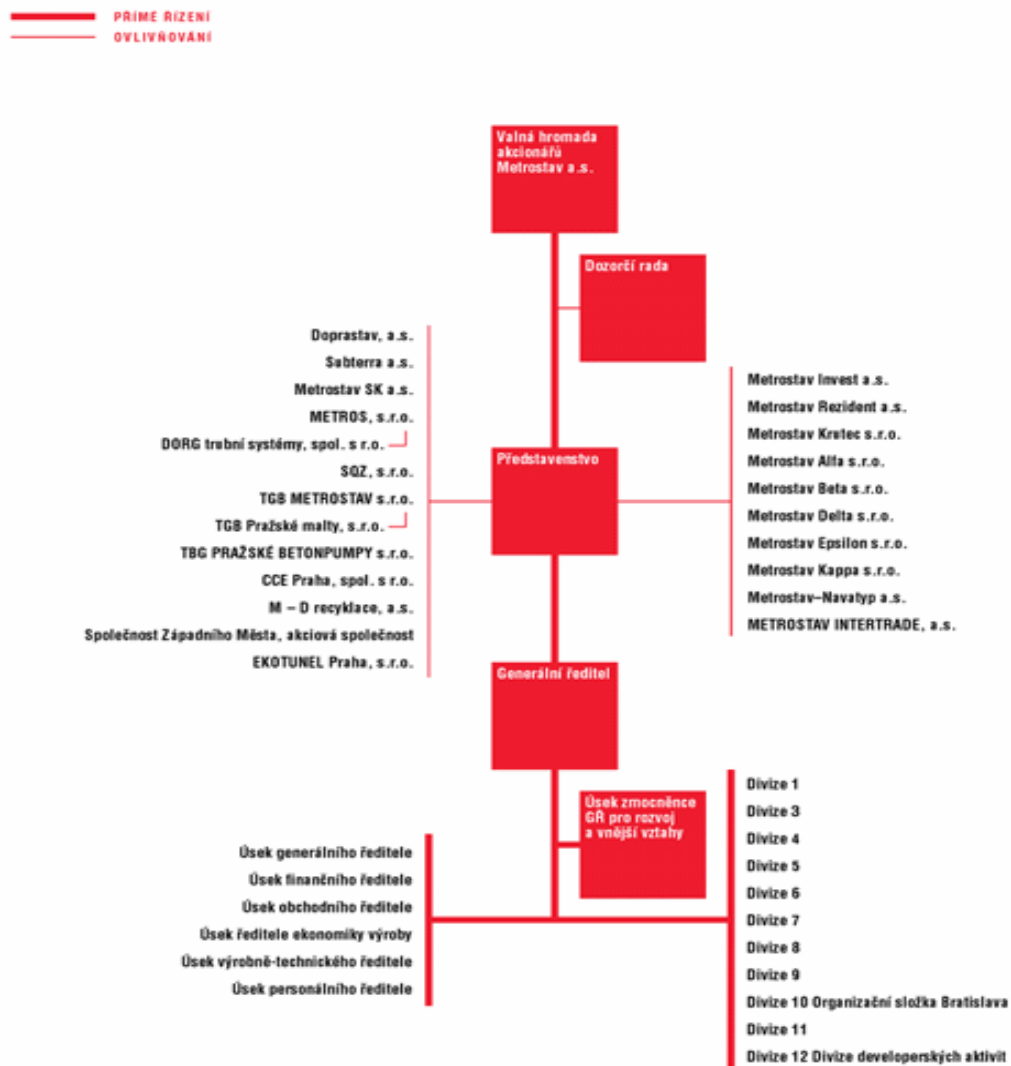 PŘÍMÉ ŘÍZENÍ
OVLIVŇOVÁNÍ
Valná hromada
akcionářů
Metrostav a.s.
Dozorčí rada
Doprastav, a.s.
Subterra a.s.
Metrostav SK a.s.
METROS, s.r.o.
DORG trubní systémy, spol. s r.o.
SQZ, s.r.o.
TGB METROSTAV s.r.o.
TGB Pražské malty, s.r.o.
TBG PRAŽSKÉ BETONPUMPY s.r.o.
CCE Praha, spol. s r.o.
M – D recyklace, a.s.
Společnost Západního Města, akciová společnost
EKOTUNEL Praha, s.r.o.
Představenstvo
Metrostav Invest a.s.
Metrostav Rezident a.s.
Metrostav Krutec s.r.o.
Metrostav Alfa s.r.o.
Metrostav Beta s.r.o.
Metrostav Delta s.r.o.
Metrostav Epsilon s.r.o.
Metrostav Kappa s.r.o.
Metrostav–Navatyp a.s.
METROSTAV INTERTRADE, a.s.
Generální ředitel
Úsek zmocněnce
GŘ pro rozvoj
a vnější vztahy
Úsek generálního ředitele
Úsek finančního ředitele
Úsek obchodního ředitele
Úsek ředitele ekonomiky výroby
Úsek výrobně-technického ředitele
Úsek personálního ředitele
Divize 1
Divize 3
Divize 4
Divize 5
Divize 6
Divize 7
Divize 8
Divize 9
Divize 10 Organizační složka Bratislava
Divize 11
Divize 12 Divize developerských aktivit